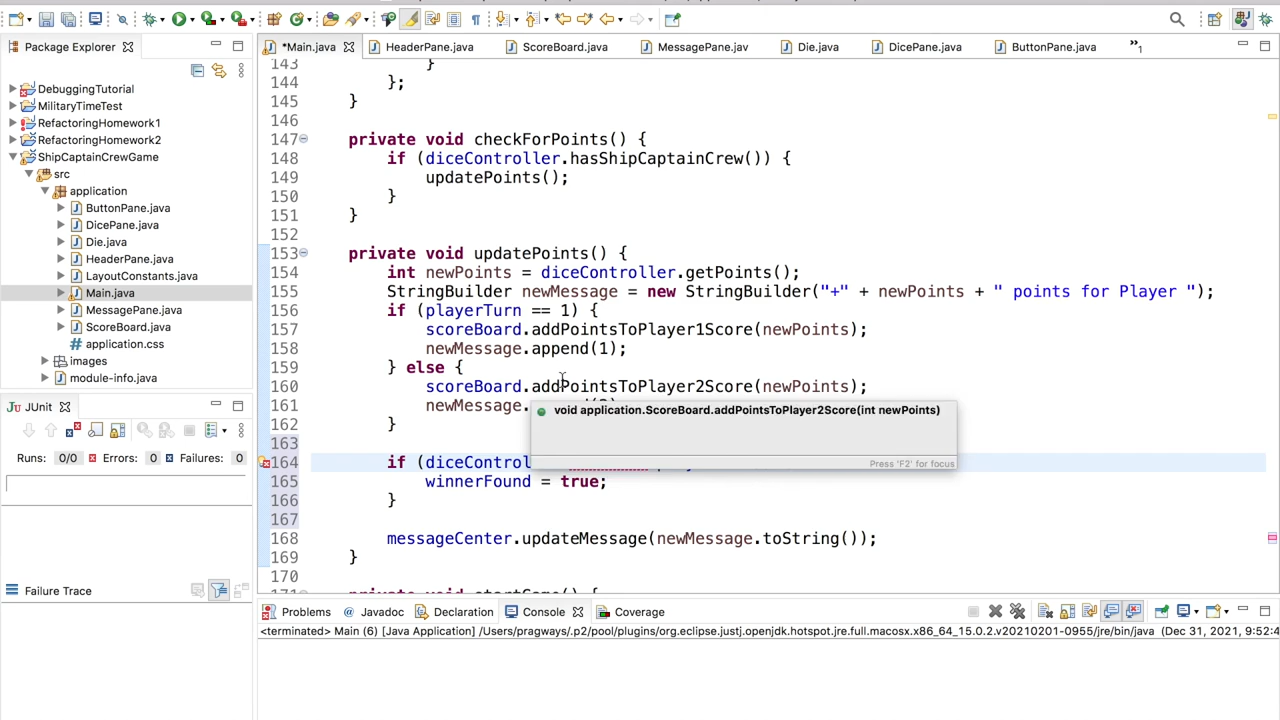 Package Explorer
*Main.java
HeaderPane.java
ScoreBoard.java
MessagePane.jav
Die.java
DicePane.java
ButtonPane.java
»1
DebuggingTutorial
MilitaryTimeTest
RefactoringHomework1
RefactoringHomework2
ShipCaptainCrewGame
src
application
ButtonPane.java
DicePane.java
Die.java
HeaderPane.java
LayoutConstants.java
Main.java
MessagePane.java
ScoreBoard.java
application.css
images
module-info.java
JUnit
Runs: 0/0 Errors: 0 Failures: 0
Failure Trace
143 }
144 };
145 }
146
147 private void checkForPoints() {
148 if (diceController.hasShipCaptainCrew()) {
149 updatePoints();
150 }
151 }
152
153 private void updatePoints() {
154 int newPoints = diceController.getPoints();
155 StringBuilder newMessage = new StringBuilder("+" + newPoints + " points for Player ");
156 if (playerTurn == 1) {
157 scoreBoard.addPointsToPlayer1Score(newPoints);
158 newMessage.append(1);
159 } else {
160 scoreBoard.addPointsToPlayer2Score(newPoints);
161 newMessage.
void application.ScoreBoard.addPointsToPlayer2Score(int newPoints)
Press 'F2' for focus
162 }
163
164 if (diceControl
165 winnerFound = true;
166 }
167
168 messageCenter.updateMessage(newMessage.toString());
169 }
170
Problems
Javadoc
Declaration
Console
Coverage
<terminated> Main (6) [Java Application] /Users/pragways/.p2/pool/plugins/org.eclipse.justj.openjdk.hotspot.jre.full.macosx.x86_64_15.0.2.v20210201-0955/jre/bin/java (Dec 31, 2021, 9:52:4